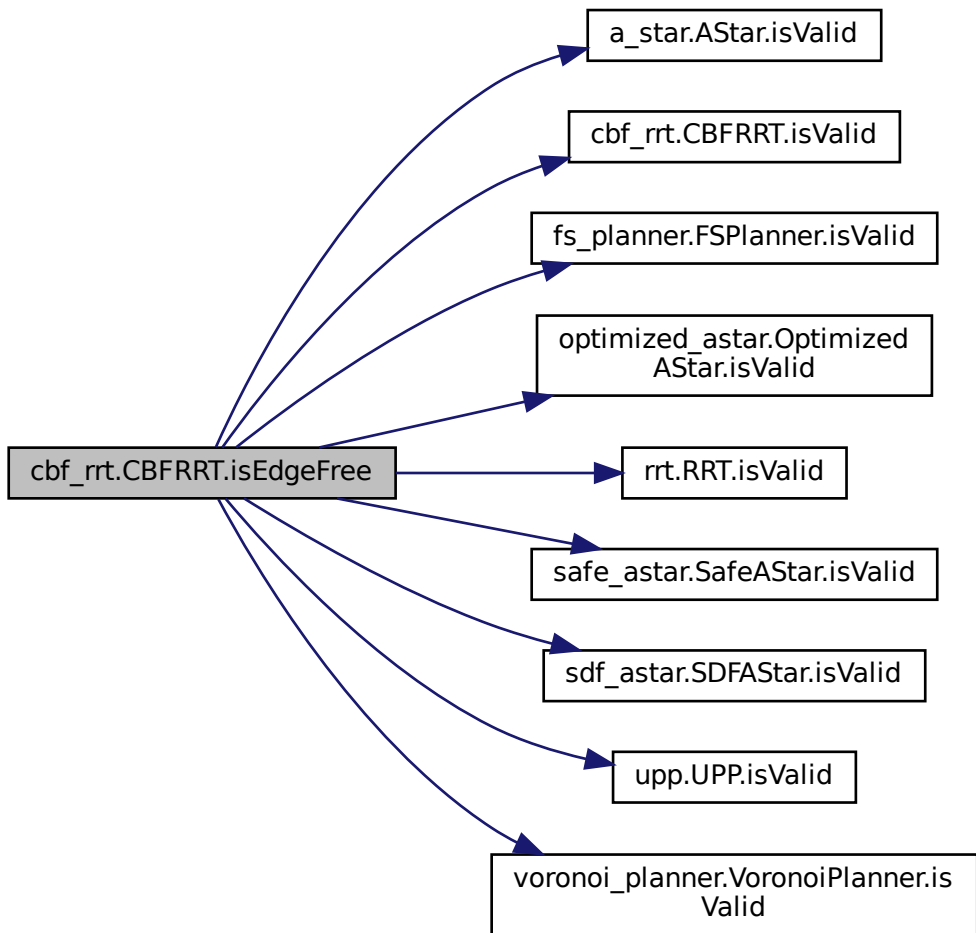 a_star.AStar.isValid
cbf_rrt.CBFRRT.isValid
fs_planner.FSPlanner.isValid
optimized_astar.Optimized
AStar.isValid
cbf_rrt.CBFRRT.isEdgeFree
rrt.RRT.isValid
safe_astar.SafeAStar.isValid
sdf_astar.SDFAStar.isValid
upp.UPP.isValid
voronoi_planner.VoronoiPlanner.is
Valid